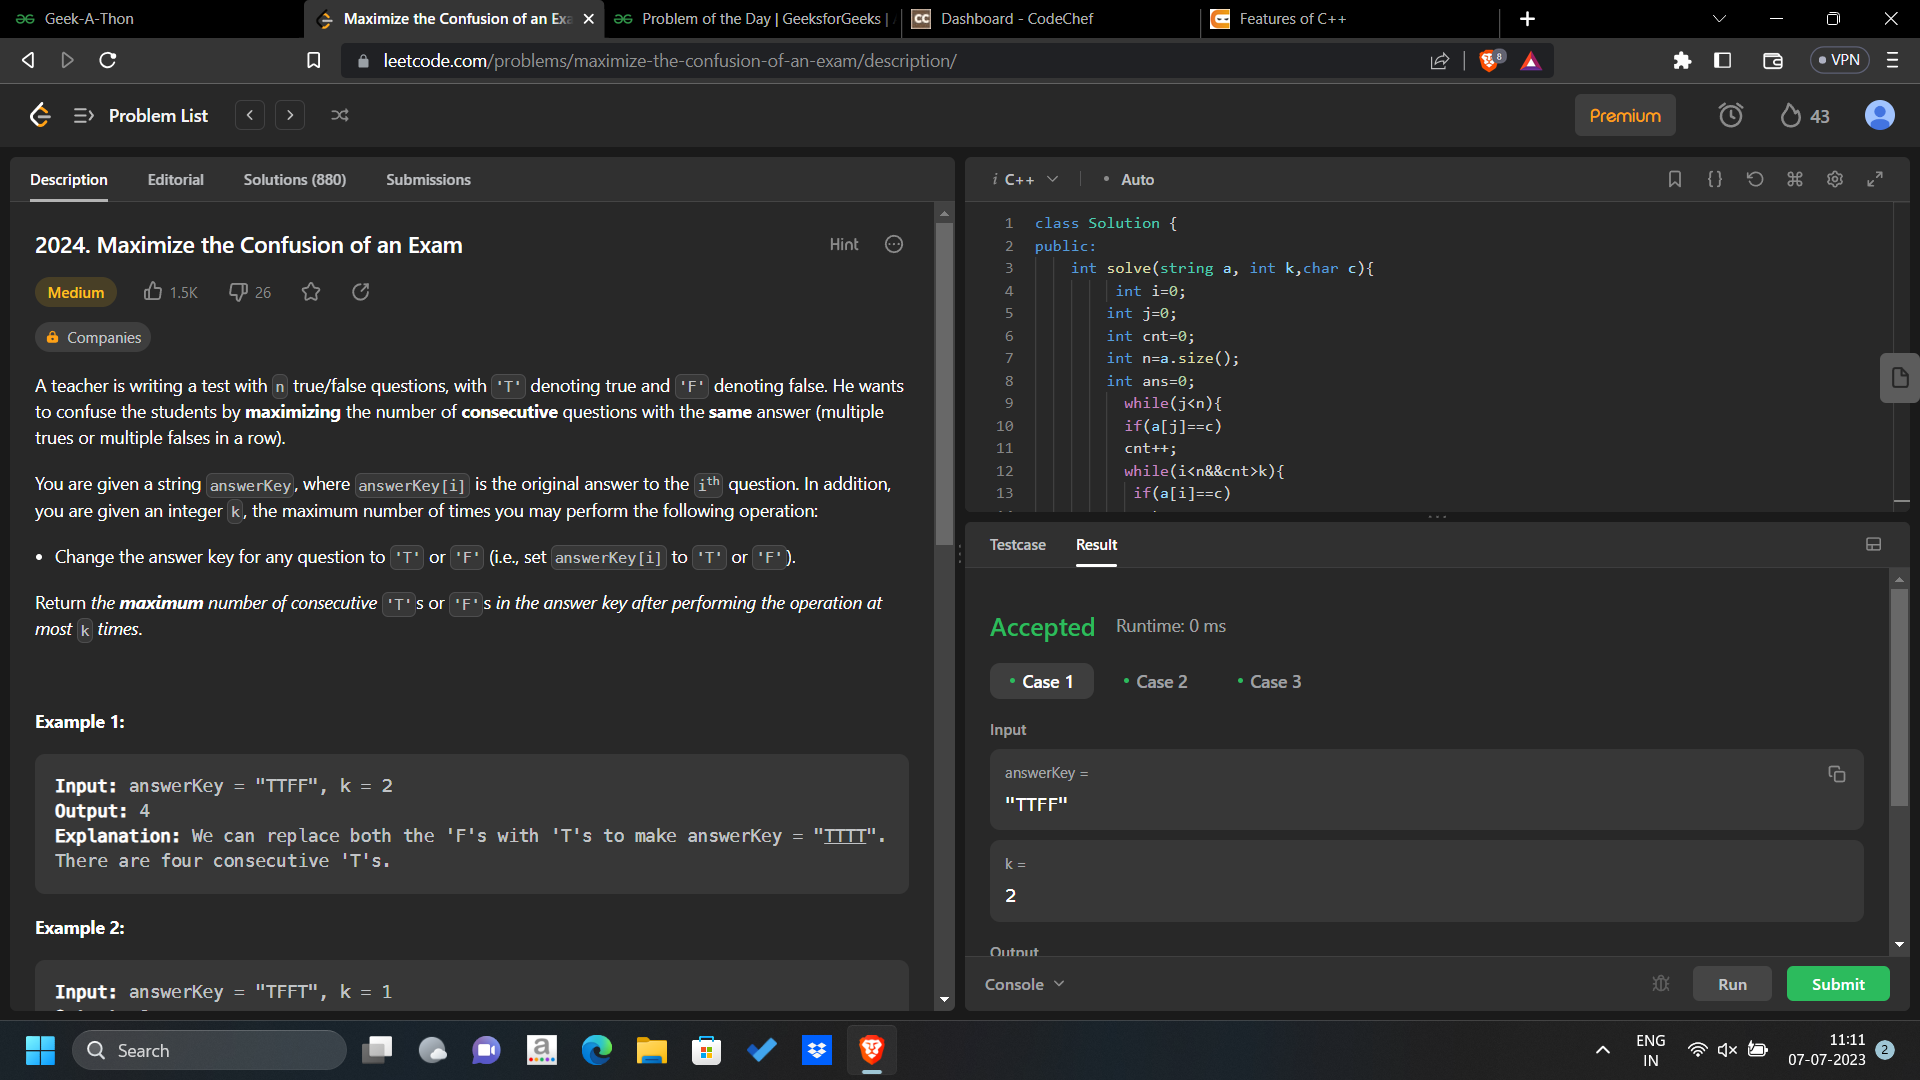 Geek-A-Thon
Maximize the Confusion of an Exa
Problem of the Day | GeeksforGeeks |
CC Dashboard - CodeChef
Features of C++
leetcode.com/problems/maximize-the-confusion-of-an-exam/description/
8
VPN
Problem List
Premium
43
Description Editorial Solutions (880) Submissions
2024. Maximize the Confusion of an Exam
Hint
Medium 1.5K 26
Companies
A teacher is writing a test with n true/false questions, with 'T' denoting true and 'F' denoting false. He wants
to confuse the students by maximizing the number of consecutive questions with the same answer (multiple
trues or multiple falses in a row).
You are given a string answerKey, where answerKey[i] is the original answer to the ith question. In addition,
you are given an integer k, the maximum number of times you may perform the following operation:
• Change the answer key for any question to 'T' or 'F' (i.e., set answerKey[i] to 'T' or 'F').
Return the maximum number of consecutive 'T's or 'F's in the answer key after performing the operation at
most k times.
Example 1:
Input: answerKey = "TTFF", k = 2
Output: 4
Explanation: We can replace both the 'F's with 'T's to make answerKey = "TTTT".
There are four consecutive 'T's.
Example 2:
Input: answerKey = "TFFT", k = 1
i C++ • Auto
{}
1 class Solution {
2 public:
3 int solve(string a, int k,char c){
4 int i=0;
5 int j=0;
6 int cnt=0;
7 int n=a.size();
8 int ans=0;
9 while(j<n){
10 if(a[j]==c)
11 cnt++;
12 while(i<n&&cnt>k){
13 if(a[i]==c)
Testcase Result
Accepted Runtime: 0 ms
• Case 1 • Case 2 • Case 3
Input
answerKey =
"TTFF"
k =
2
Output
Console
Run
Submit
Search
a
ENG
IN
11:11
07-07-2023
2